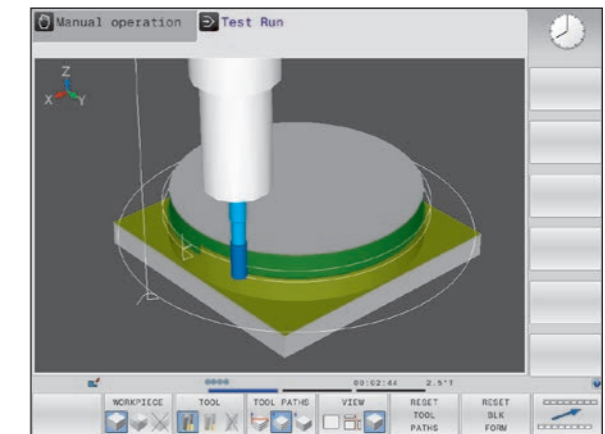 Manual operation
Test Run
Z
X Y
00:02:44 2.5*T
WORKPIECE TOOL TOOL PATHS VIEW RESET TOOL PATHS RESET BLK FORM